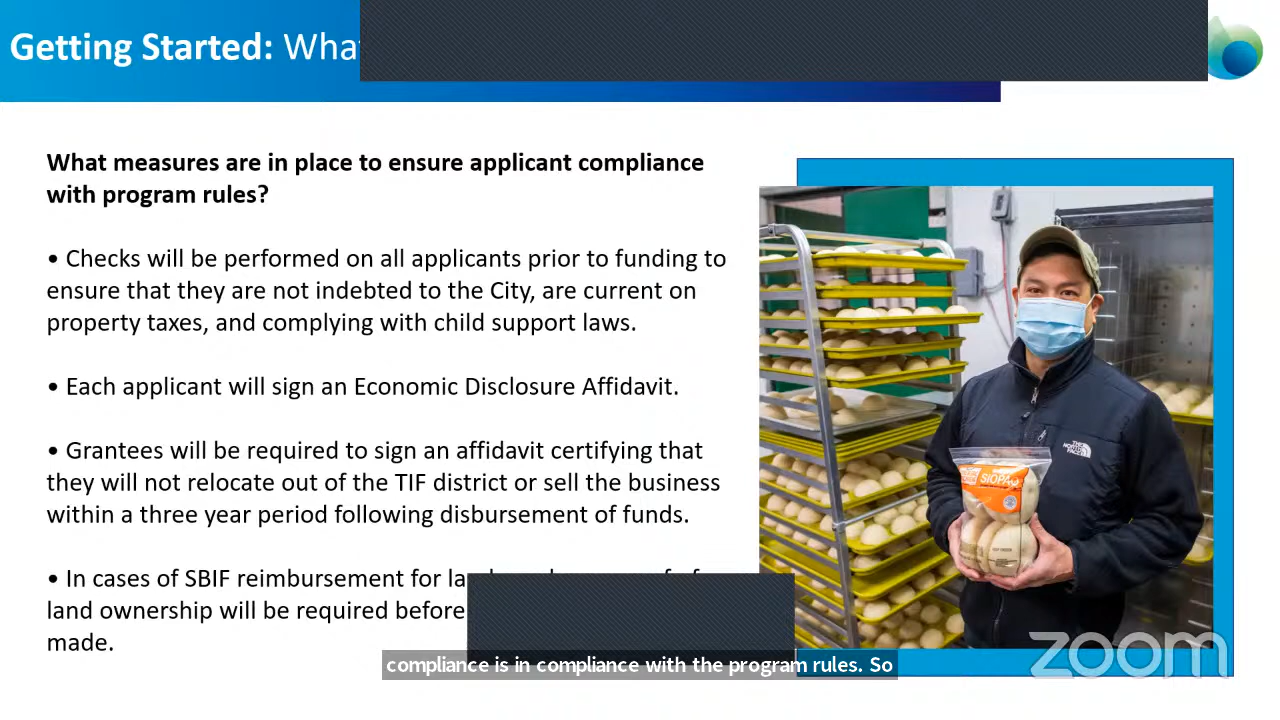 Getting Started: What
What measures are in place to ensure applicant compliance
with program rules?
• Checks will be performed on all applicants prior to funding to
ensure that they are not indebted to the City, are current on
property taxes, and complying with child support laws.
• Each applicant will sign an Economic Disclosure Affidavit.
• Grantees will be required to sign an affidavit certifying that
they will not relocate out of the TIF district or sell the business
within a three year period following disbursement of funds.
• In cases of SBIF reimbursement for
land ownership will be required before
made.
THE NORTH FACE
SIOPAO
compliance is in compliance with the program rules. So
zoom